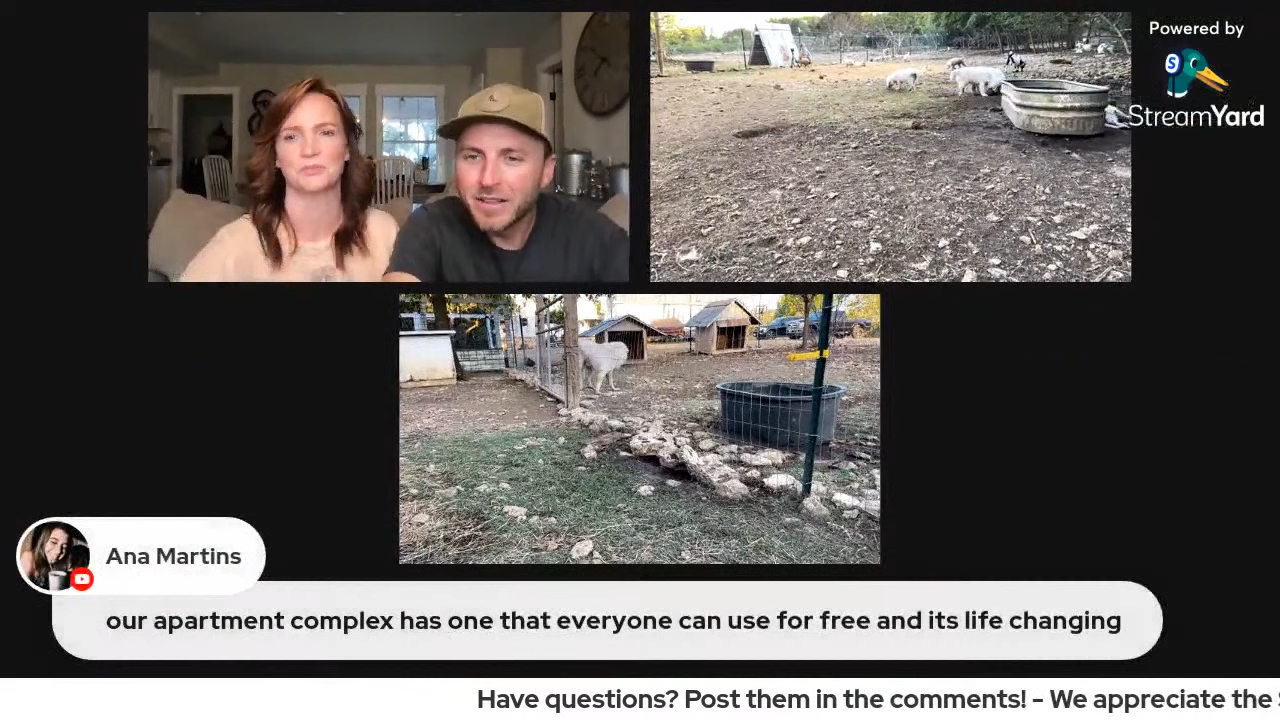 Powered by
StreamYard
Ana Martins
our apartment complex has one that everyone can use for free and its life changing
Have questions? Post them in the comments! - We appreciate the